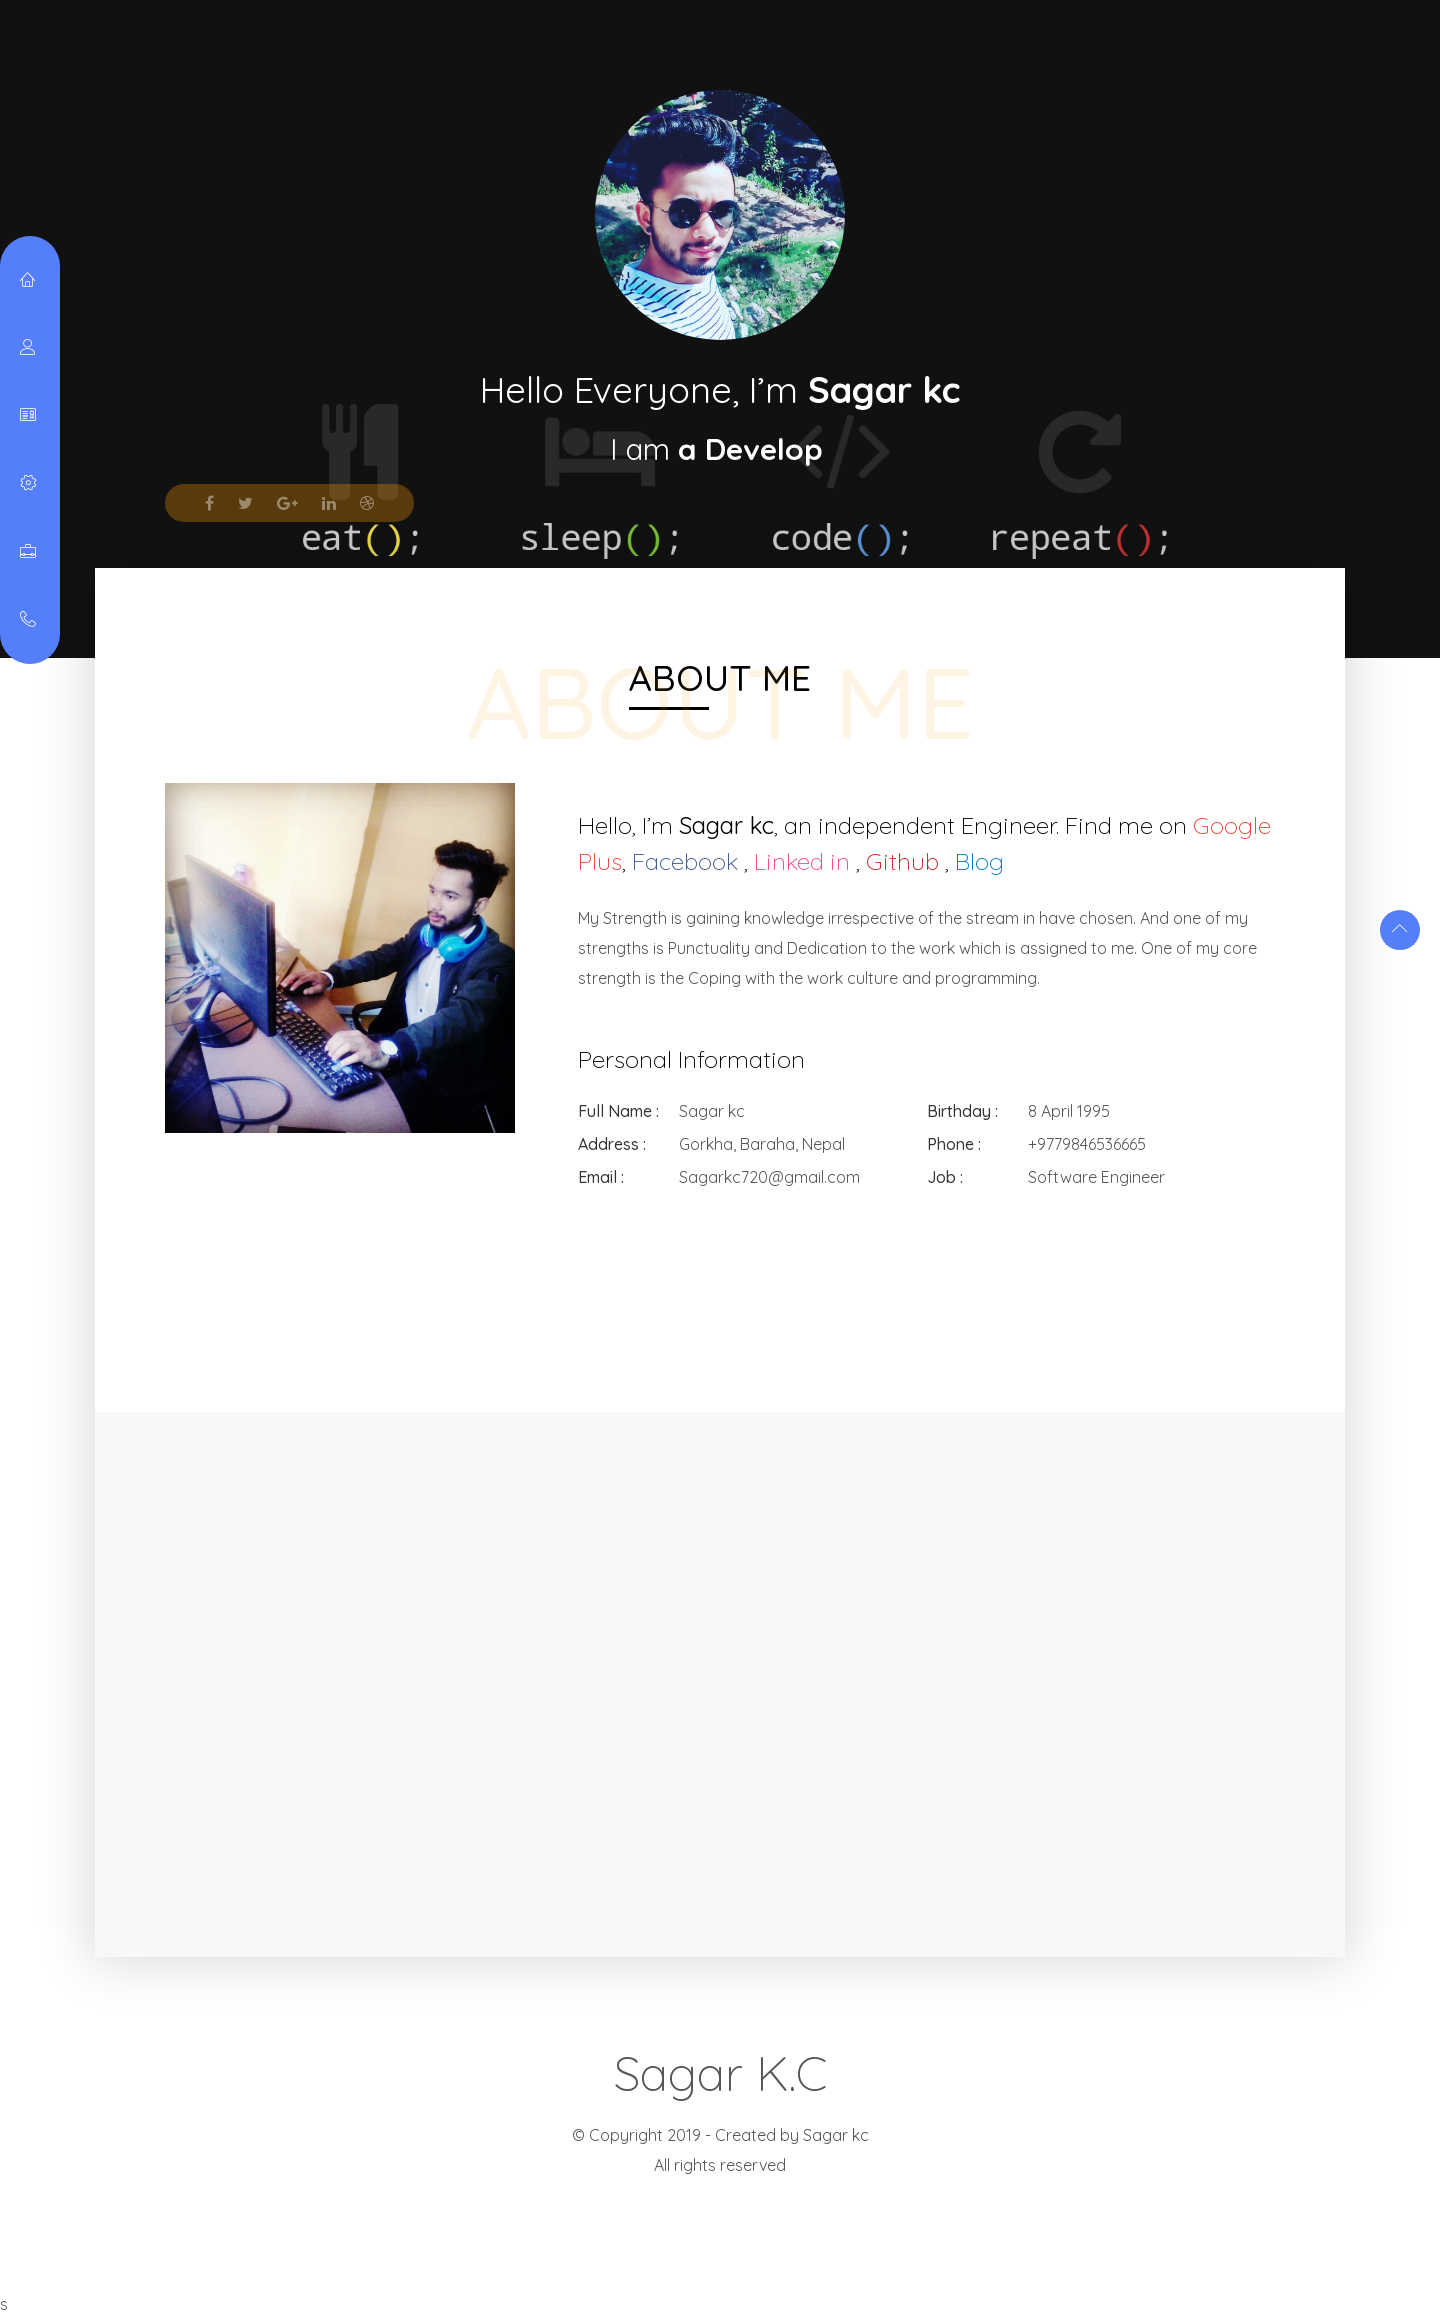 Hello Everyone, I’m Sagar kc
I am a Develop
eat(); sleep(); code(); repeat();
ABOUT ME
ABOUT ME
Hello, I’m Sagar kc, an independent Engineer. Find me on Google
Plus, Facebook , Linked in , Github , Blog
My Strength is gaining knowledge irrespective of the stream in have chosen. And one of my
strengths is Punctuality and Dedication to the work which is assigned to me. One of my core
strength is the Coping with the work culture and programming.
Personal Information
Full Name : Sagar kc Birthday : 8 April 1995
Address : Gorkha, Baraha, Nepal Phone : +9779846536665
Email : Sagarkc720@gmail.com Job : Software Engineer
Sagar K.C
© Copyright 2019 - Created by Sagar kc
All rights reserved
s